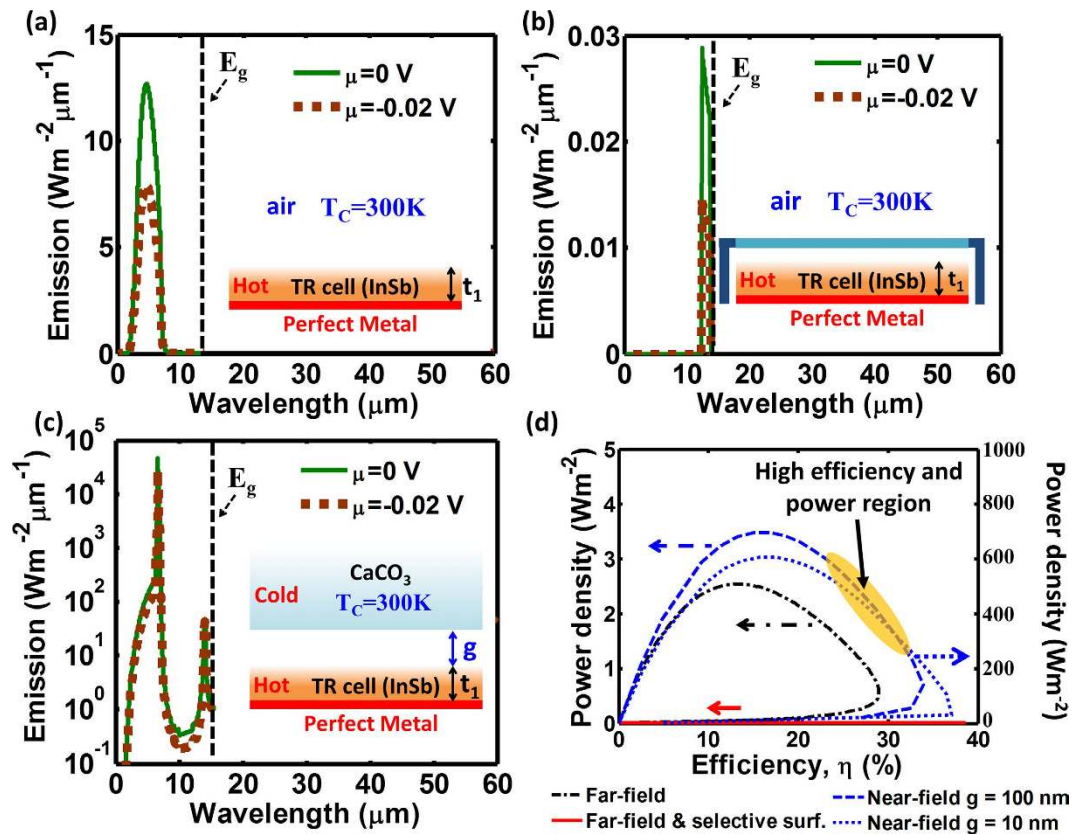 (a)
Emission (Wm⁻²μm⁻¹)
15
10
5
0
E_g
μ=0 V
μ=-0.02 V
air T_C=300K
Hot TR cell (InSb) t₁
Perfect Metal
0 10 20 30 40 50 60
Wavelength (μm)
(b)
Emission (Wm⁻²μm⁻¹)
0.03
0.02
0.01
0
E_g
μ=0 V
μ=-0.02 V
air T_C=300K
Hot TR cell (InSb) t₁
Perfect Metal
0 10 20 30 40 50 60
Wavelength (μm)
(c)
Emission (Wm⁻²μm⁻¹)
10⁵
10⁴
10³
10²
10¹
10⁰
10⁻¹
E_g
μ=0 V
μ=-0.02 V
CaCO₃
Cold T_C=300K
g
Hot TR cell (InSb) t₁
Perfect Metal
0 10 20 30 40 50 60
Wavelength (μm)
(d)
Power density (Wm⁻²)
5
4
3
2
1
0
High efficiency and
power region
1000
800
600
400
200
0
Power density (Wm⁻²)
0 10 20 30 40
Efficiency, η (%)
Far-field
Near-field g = 100 nm
Far-field & selective surf.
Near-field g = 10 nm